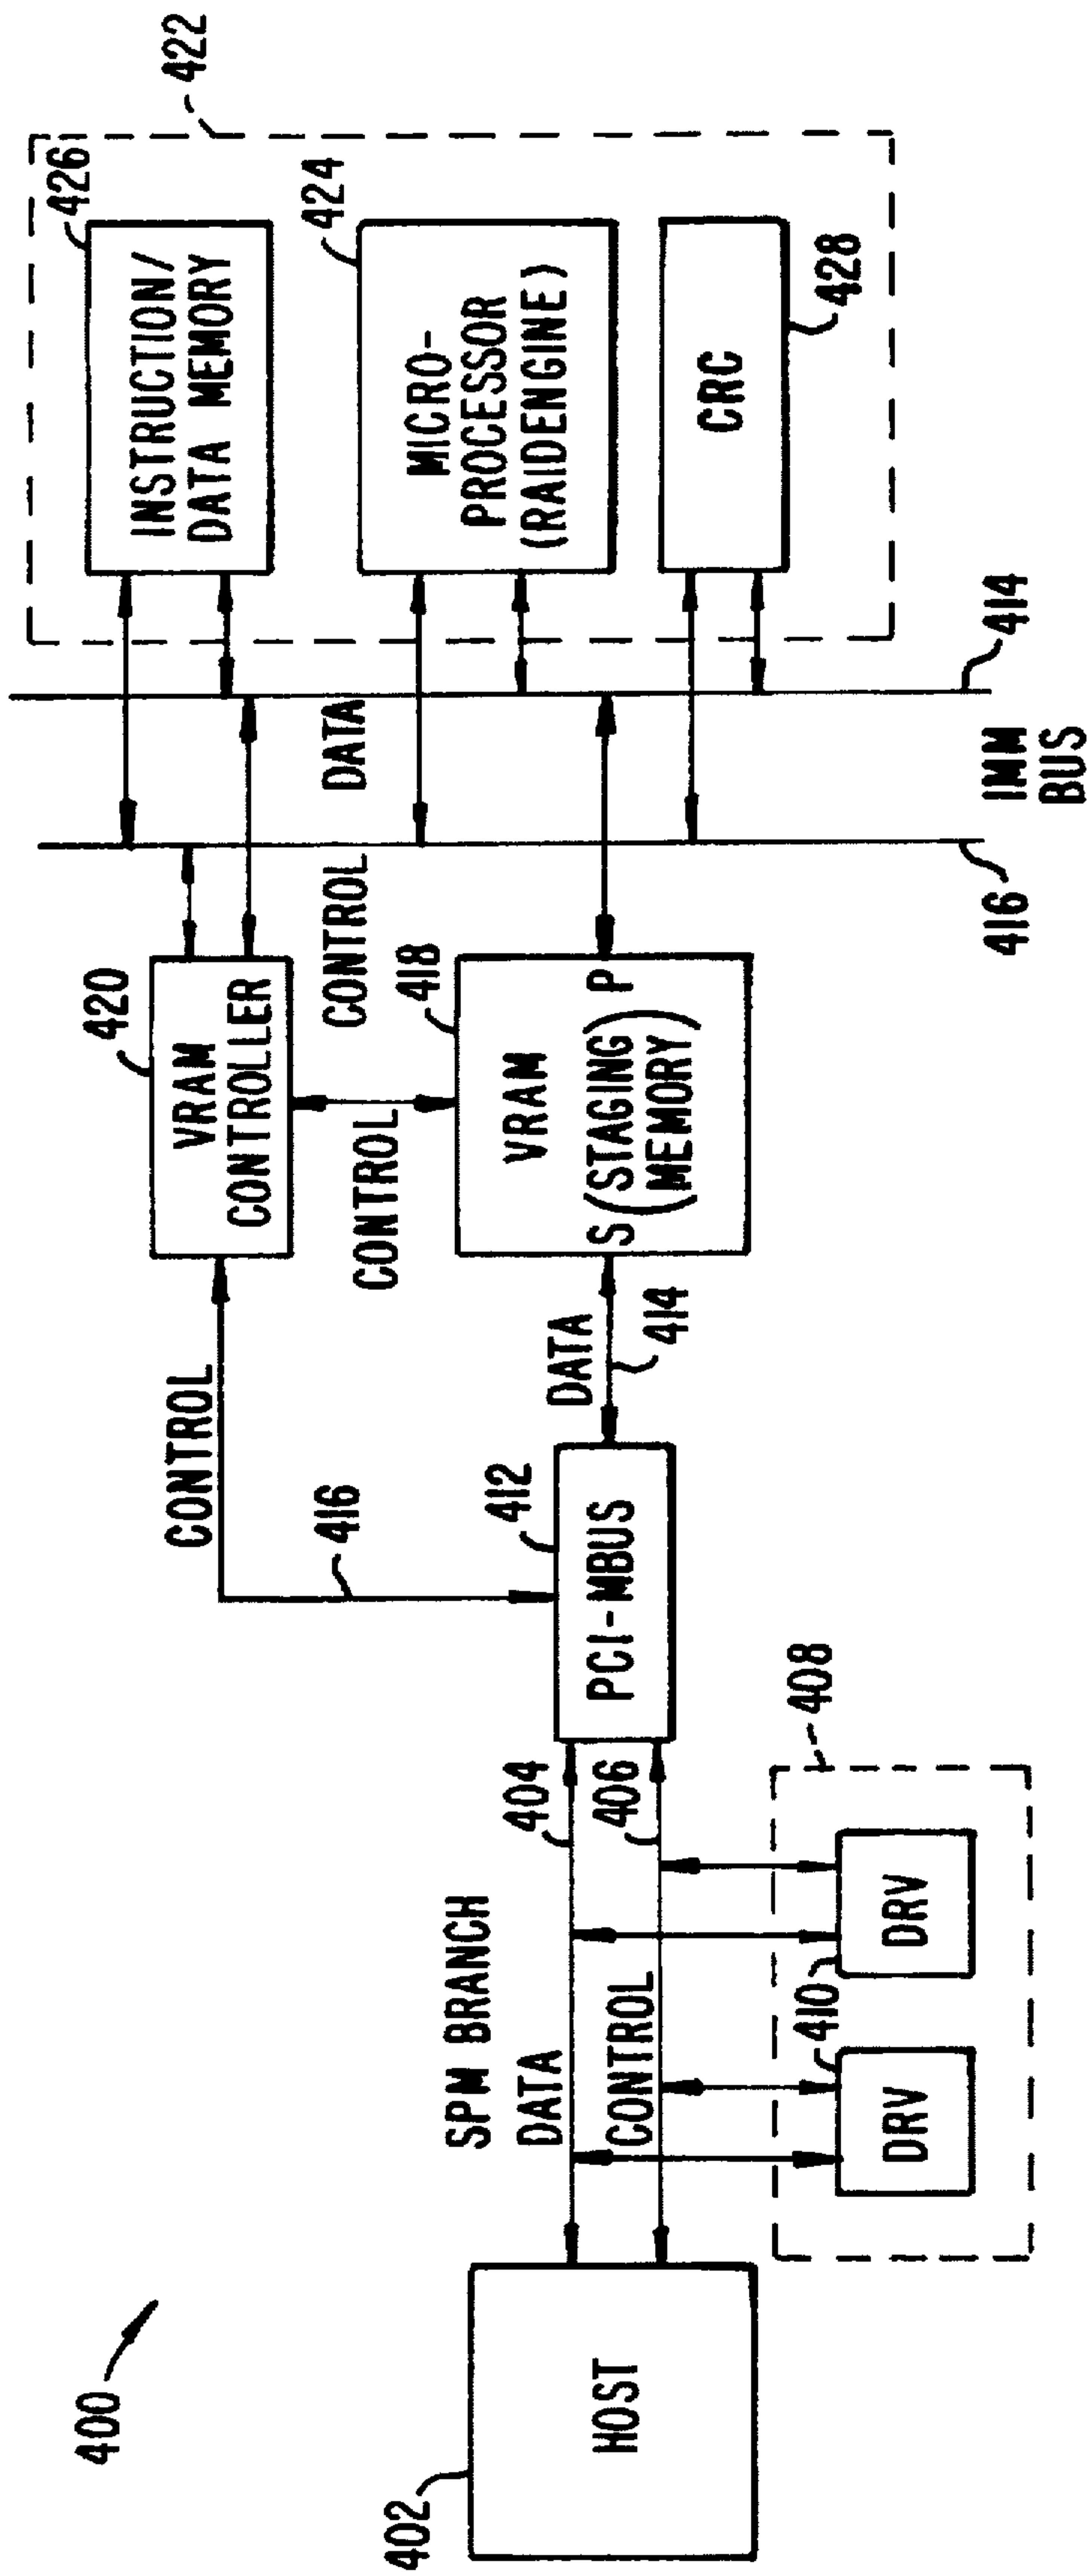 400
402
HOST
SPM BRANCH
DATA
404
CONTROL
406
408
410
DRV
DRV
412
PCI-MBUS
CONTROL
416
DATA
414
420
VRAM
CONTROLLER
CONTROL
418
VRAM
S (STAGING MEMORY) P
CONTROL
DATA
416
414
IMM
BUS
422
426
INSTRUCTION/
DATA MEMORY
424
MICRO-
PROCESSOR
(RAIDENGINE)
CRC
428